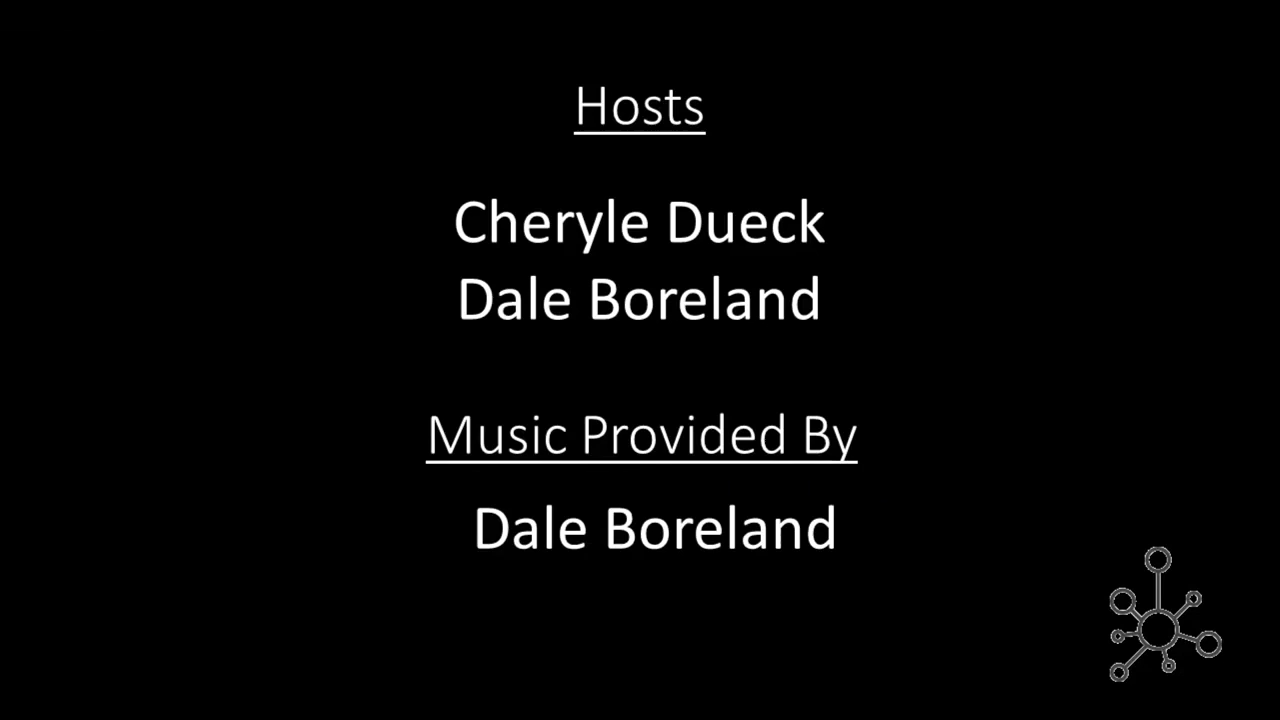 Hosts
Cheryle Dueck
Dale Boreland
Music Provided By
Dale Boreland